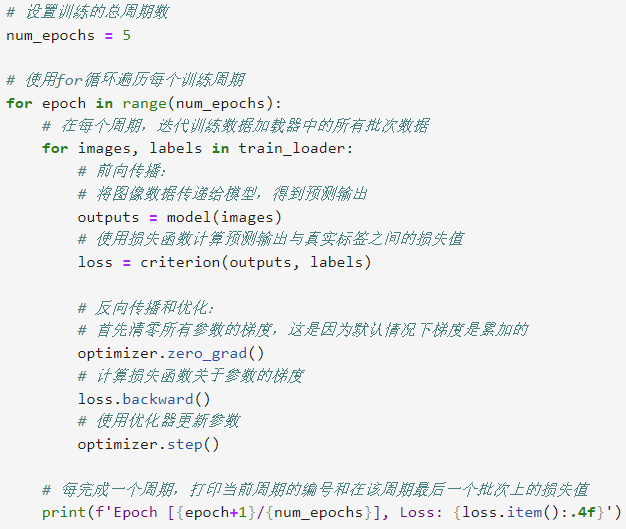 # 设置训练的总周期数
num_epochs = 5
# 使用for循环遍历每个训练周期
for epoch in range(num_epochs):
# 在每个周期，迭代训练数据加载器中的所有批次数据
for images, labels in train_loader:
# 前向传播：
# 将图像数据传递给模型，得到预测输出
outputs = model(images)
# 使用损失函数计算预测输出与真实标签之间的损失值
loss = criterion(outputs, labels)
# 反向传播和优化：
# 首先清零所有参数的梯度，这是因为默认情况下梯度是累加的
optimizer.zero_grad()
# 计算损失函数关于参数的梯度
loss.backward()
# 使用优化器更新参数
optimizer.step()
# 每完成一个周期，打印当前周期的编号和在该周期最后一个批次上的损失值
print(f'Epoch [{epoch+1}/{num_epochs}], Loss: {loss.item():.4f}')